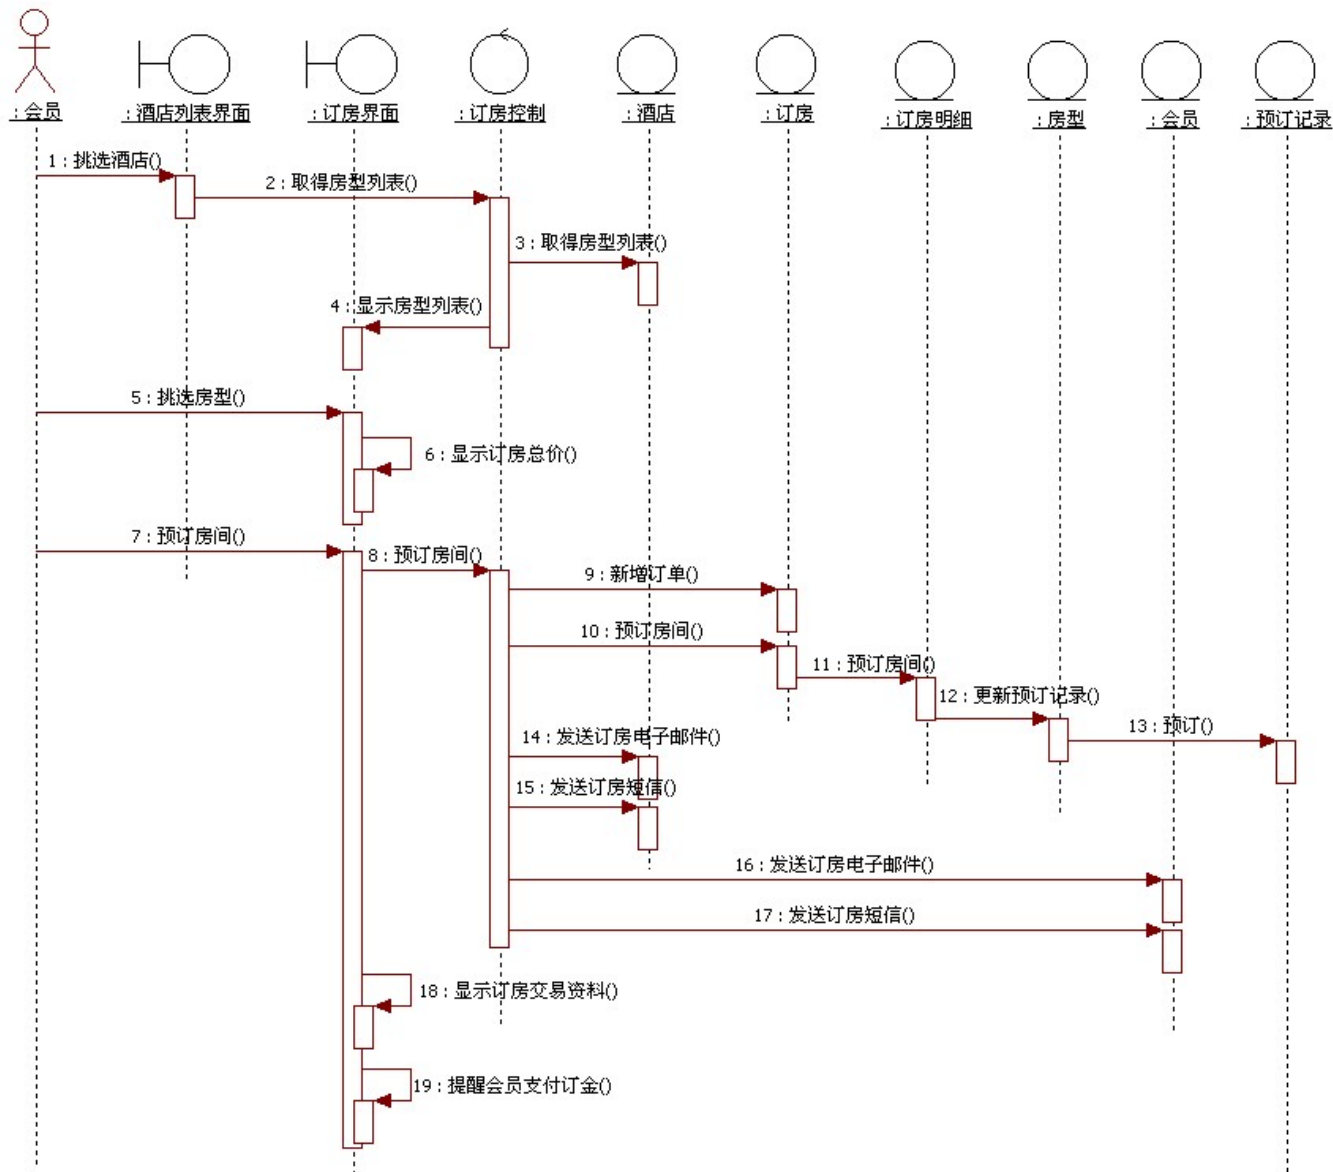 : 会员
: 酒店列表界面
: 订房界面
: 订房控制
: 酒店
: 订房
: 订房明细
: 房型
: 会员
: 预订记录
1 : 挑选酒店()
2 : 取得房型列表()
3 : 取得房型列表()
4 : 显示房型列表()
5 : 挑选房型()
6 : 显示订房总价()
7 : 预订房间()
8 : 预订房间()
9 : 新增订单()
10 : 预订房间()
11 : 预订房间()
12 : 更新预订记录()
13 : 预订()
14 : 发送订房电子邮件()
15 : 发送订房短信()
16 : 发送订房电子邮件()
17 : 发送订房短信()
18 : 显示订房交易资料()
19 : 提醒会员支付订金()